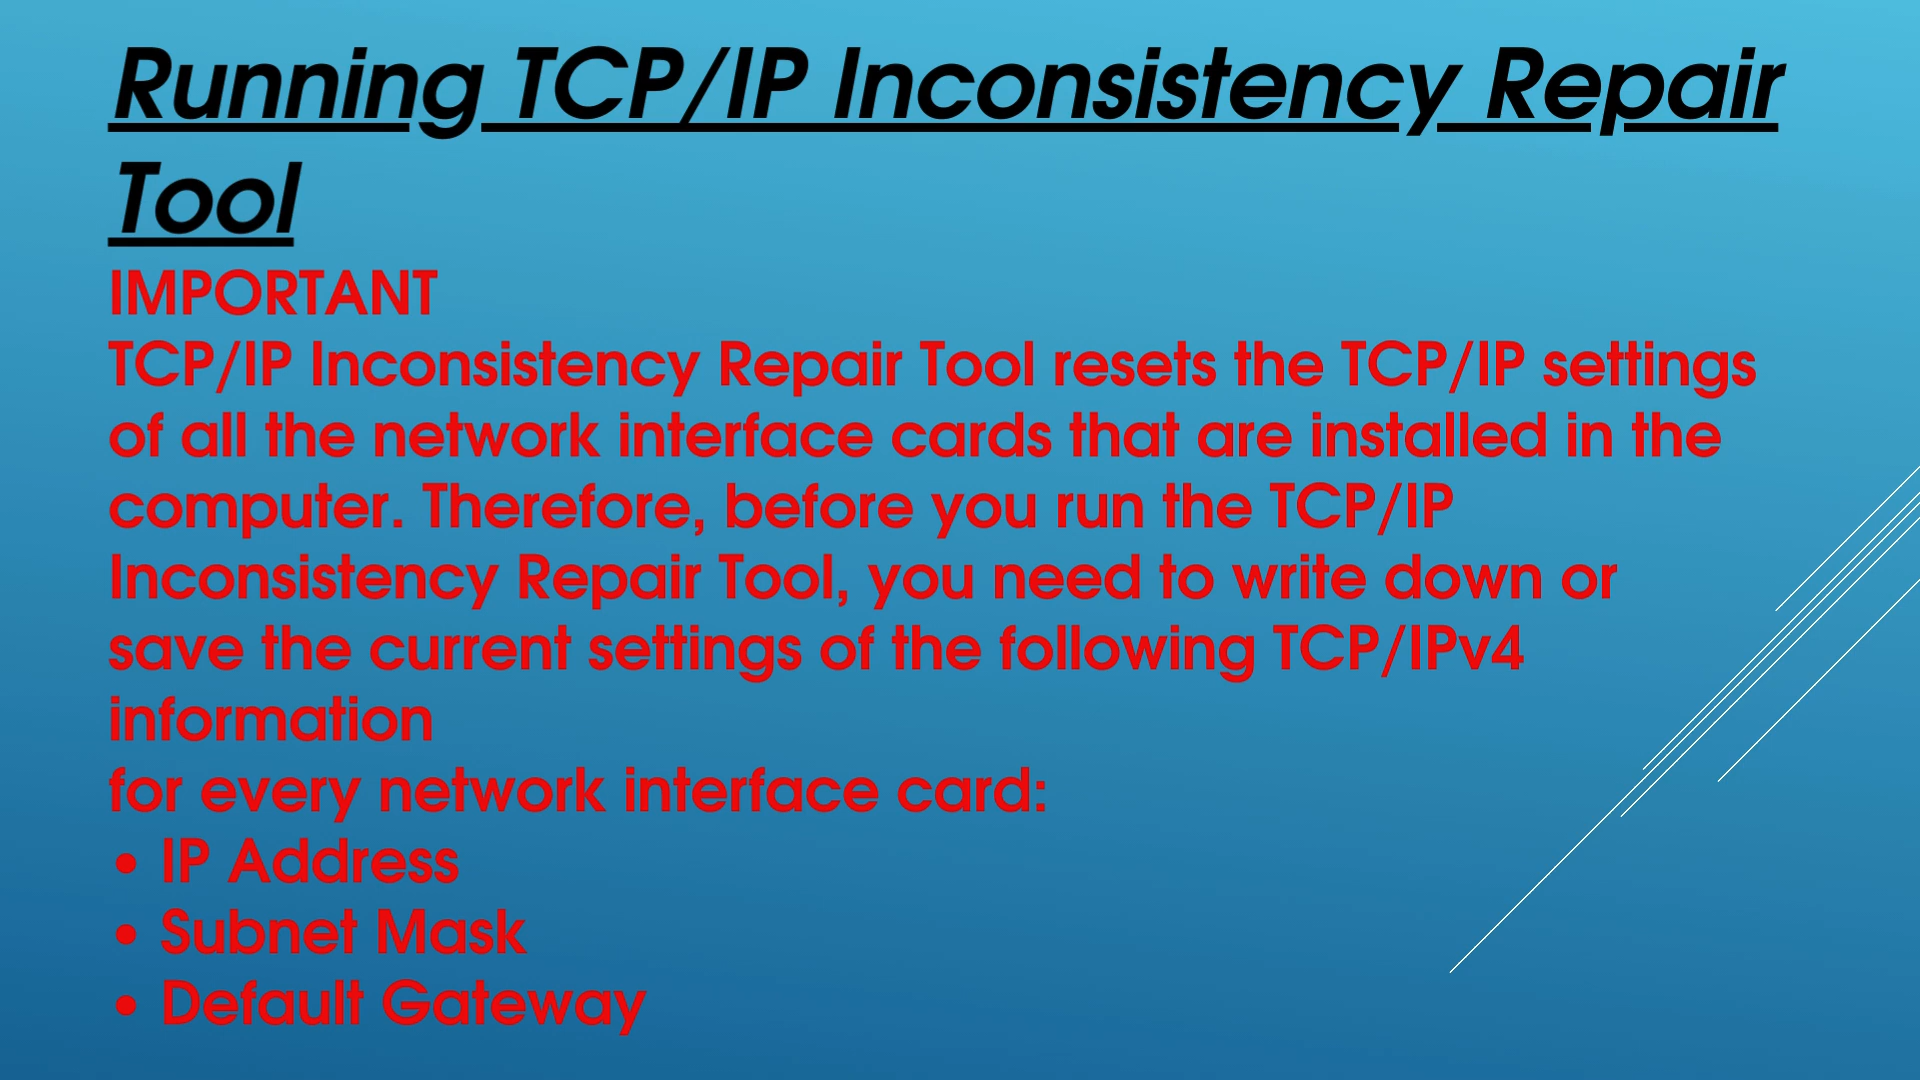 Running TCP/IP Inconsistency Repair
Tool
IMPORTANT
TCP/IP Inconsistency Repair Tool resets the TCP/IP settings
of all the network interface cards that are installed in the
computer. Therefore, before you run the TCP/IP
Inconsistency Repair Tool, you need to write down or
save the current settings of the following TCP/IPv4
information
for every network interface card:
• IP Address
• Subnet Mask
• Default Gateway